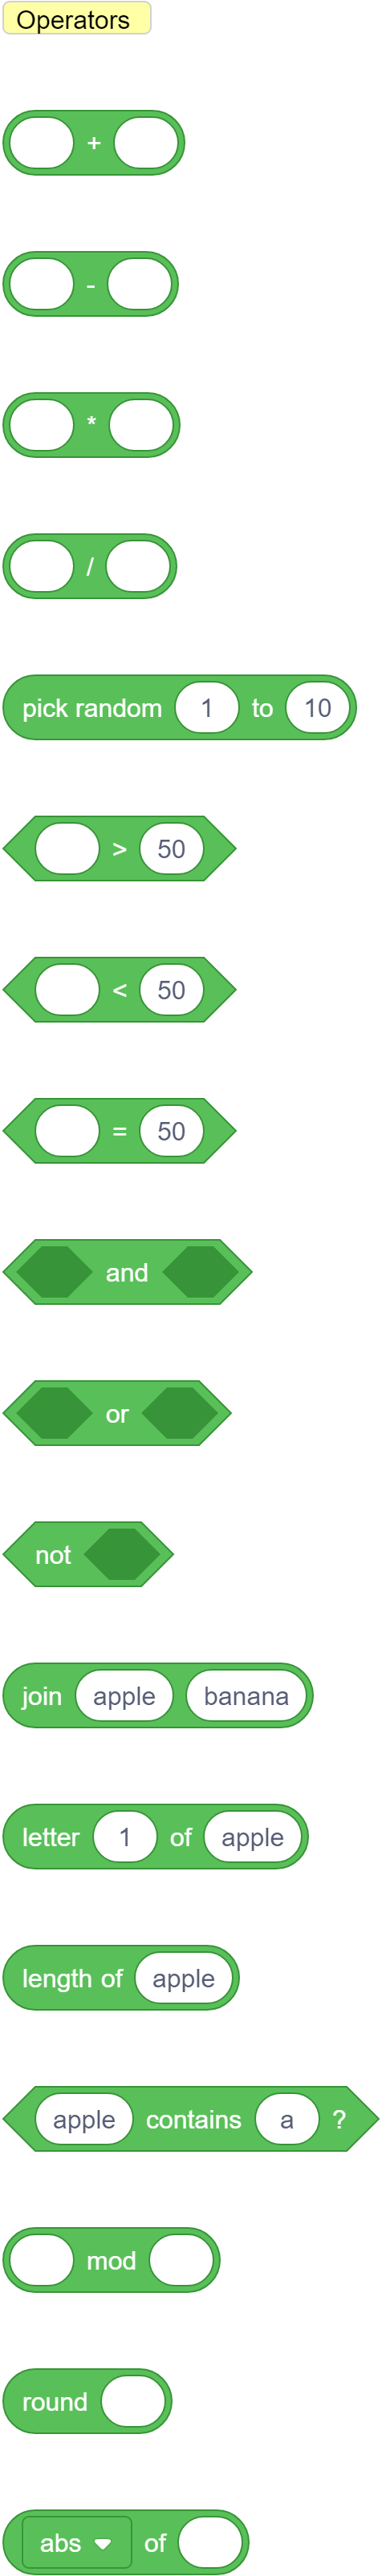 Operators
+
-
*
/
pick random 1 to 10
> 50
< 50
= 50
and
or
not
join apple banana
letter 1 of apple
length of apple
apple contains a ?
mod
round
abs of